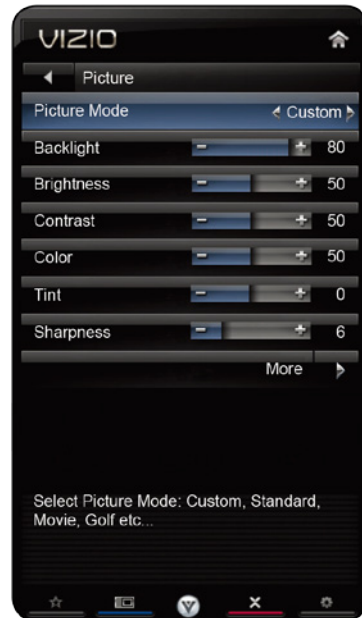 VIZIO
Picture
Picture Mode Custom
Backlight 80
Brightness 50
Contrast 50
Color 50
Tint 0
Sharpness 6
More
Select Picture Mode: Custom, Standard,
Movie, Golf etc...